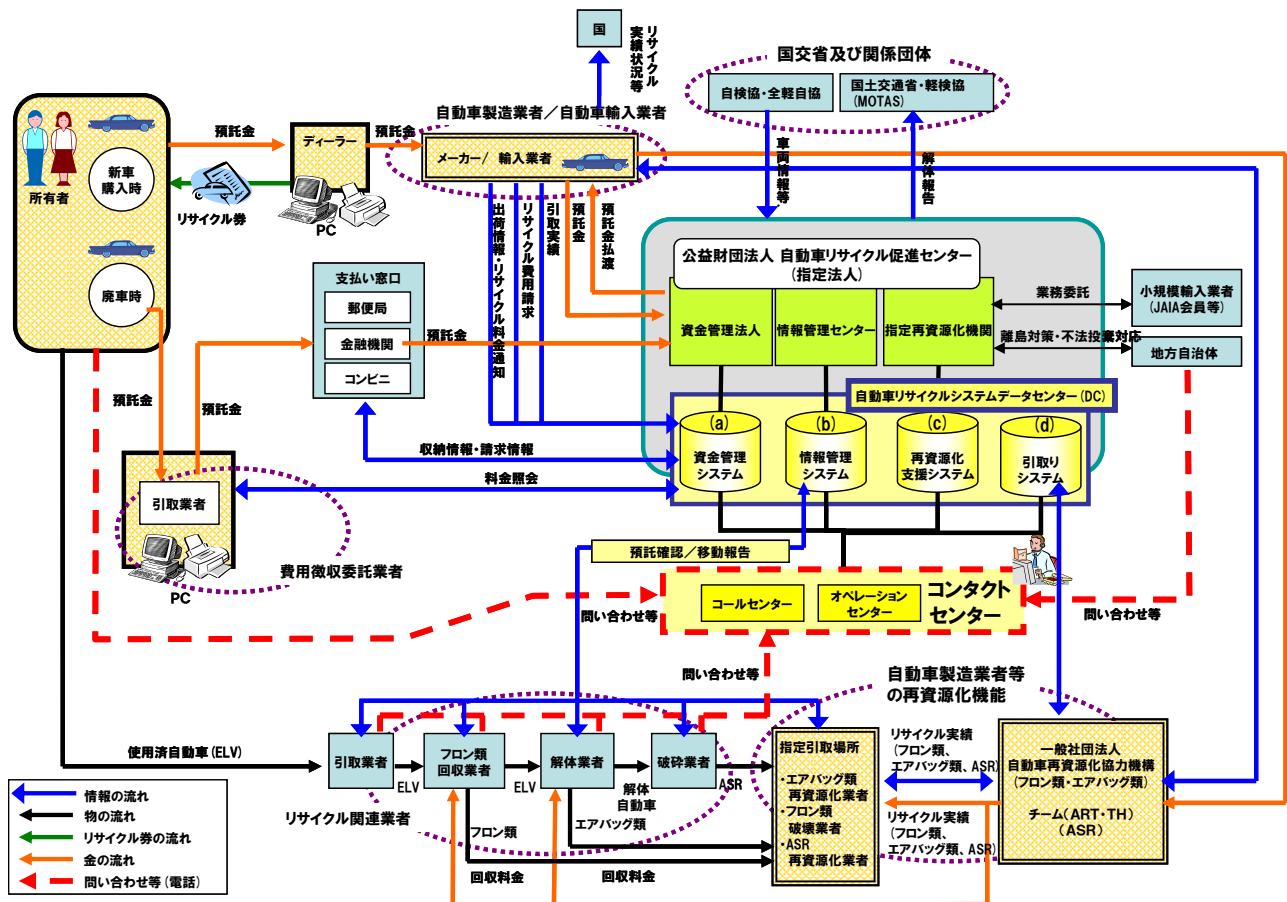 国
リサイクル
実績状況等
国交省及び関係団体
自検協・全軽自協
国土交通省・軽検協
(MOTAS)
自動車製造業者／自動車輸入業者
メーカー/ 輸入業者
預託金
ディーラー
預託金
新車
購入時
所有者
リサイクル券
PC
廃車時
車両情報等
解体報告
出荷情報・リサイクル料金通知
リサイクル費用請求
引取実績
預託金
預託金払渡
公益財団法人 自動車リサイクル促進センター
(指定法人)
資金管理法人
情報管理センター
指定再資源化機関
業務委託
小規模輸入業者
(JAIA会員等)
離島対策・不法投棄対応
地方自治体
支払い窓口
郵便局
金融機関
コンビニ
預託金
預託金
預託金
自動車リサイクルシステムデータセンター(DC)
(a)
資金管理
システム
(b)
情報管理
システム
(c)
再資源化
支援システム
(d)
引取り
システム
収納情報・請求情報
料金照会
引取業者
PC
費用徴収委託業者
預託確認／移動報告
コールセンター
オペレーション
センター
コンタクト
センター
問い合わせ等
問い合わせ等
問い合わせ等
自動車製造業者等
の再資源化機能
使用済自動車(ELV)
引取業者
ELV
フロン類
回収業者
ELV
解体業者
解体
自動車
破砕業者
ASR
リサイクル関連業者
フロン類
エアバッグ類
回収料金
回収料金
指定引取場所
・エアバッグ類
再資源化業者
・フロン類
破壊業者
・ASR
再資源化業者
リサイクル実績
(フロン類、
エアバッグ類、ASR)
リサイクル実績
(フロン類、
エアバッグ類、ASR)
一般社団法人
自動車再資源化協力機構
(フロン類・エアバッグ類)
チーム(ART・TH)
(ASR)
情報の流れ
物の流れ
リサイクル券の流れ
金の流れ
問い合わせ等(電話)